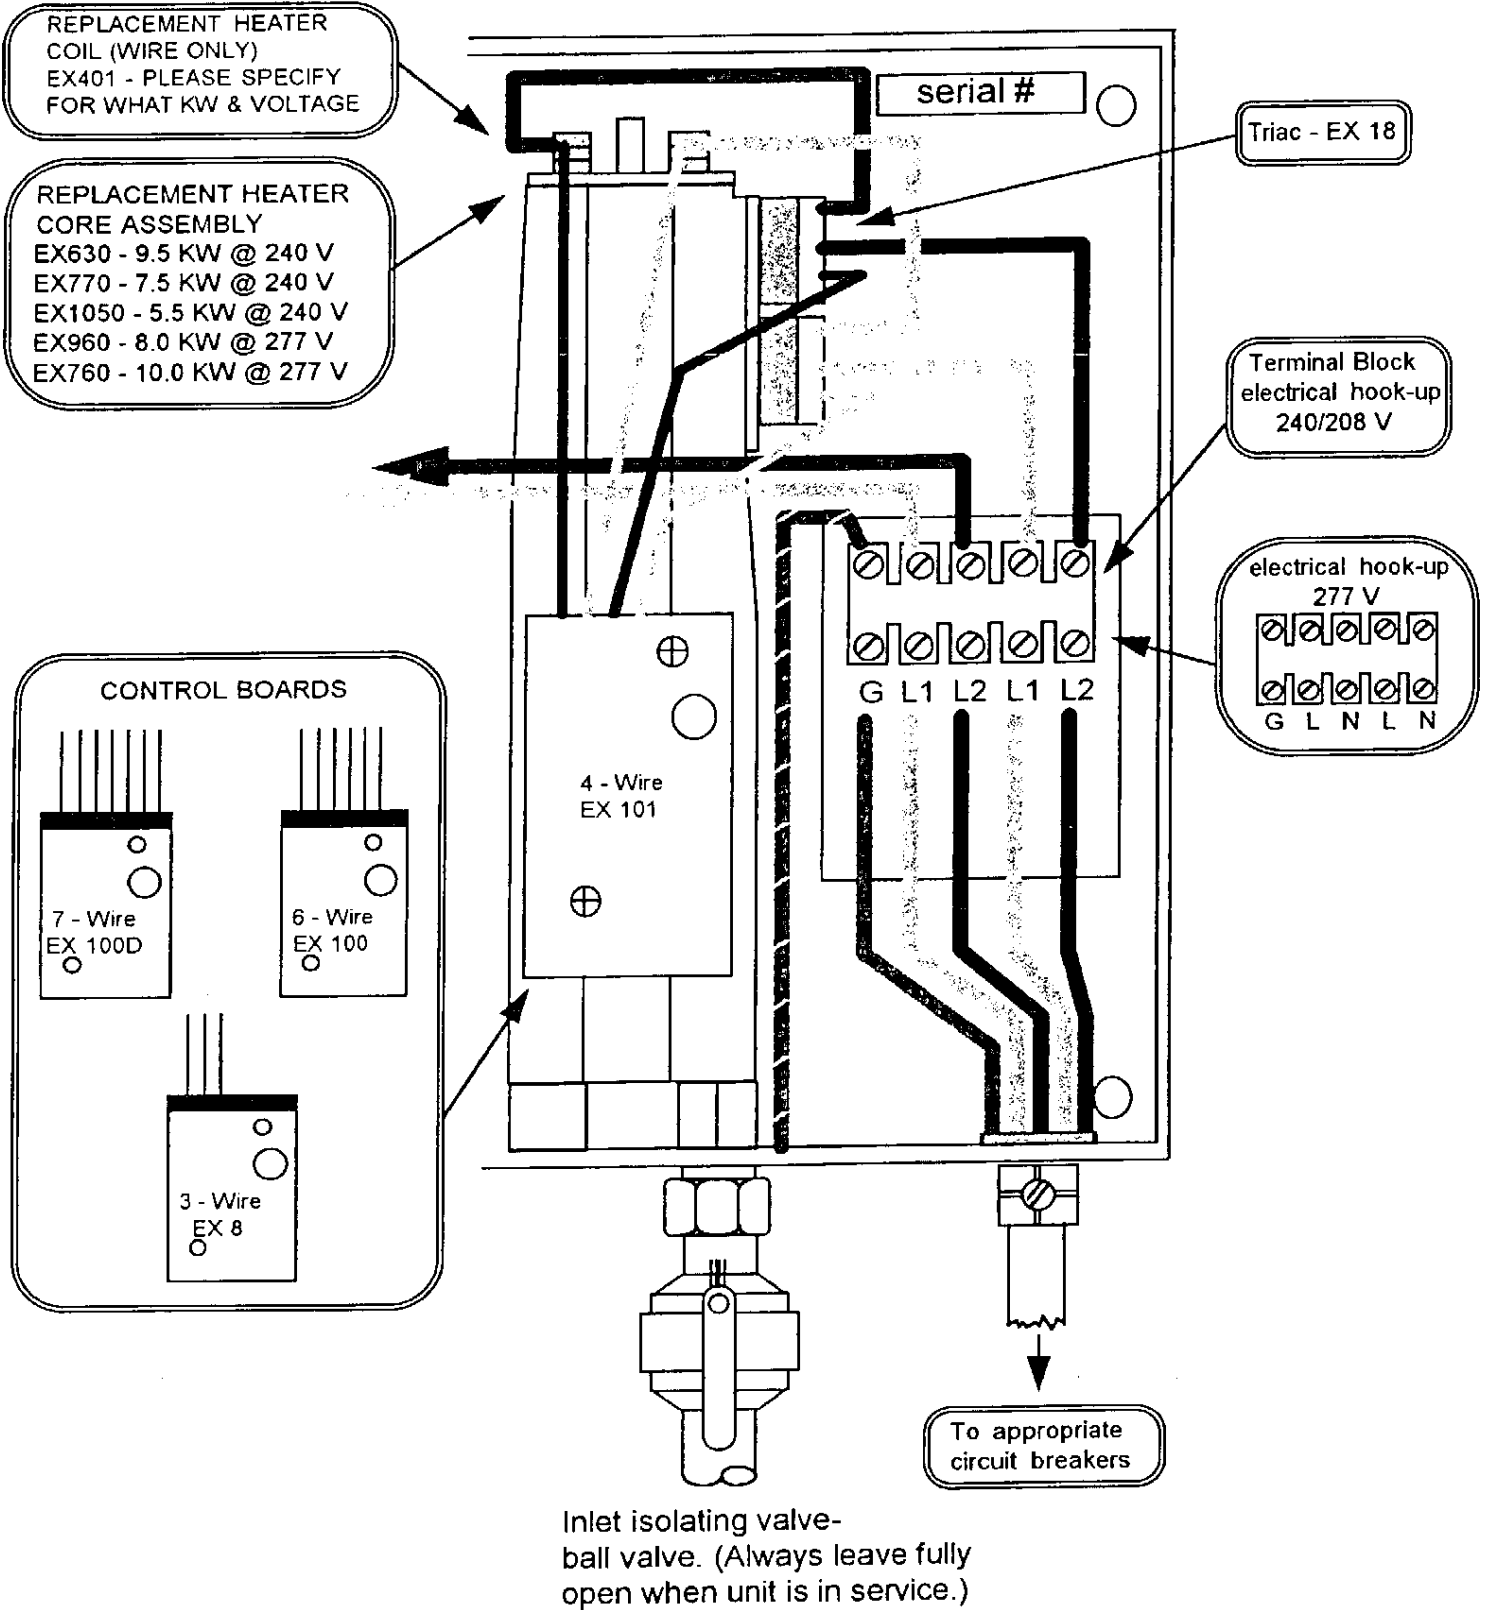 REPLACEMENT HEATER
COIL (WIRE ONLY)
EX401 - PLEASE SPECIFY
FOR WHAT KW & VOLTAGE
serial #
Triac - EX 18
REPLACEMENT HEATER
CORE ASSEMBLY
EX630 - 9.5 KW @ 240 V
EX770 - 7.5 KW @ 240 V
EX1050 - 5.5 KW @ 240 V
EX960 - 8.0 KW @ 277 V
EX760 - 10.0 KW @ 277 V
Terminal Block
electrical hook-up
240/208 V
electrical hook-up
277 V
G L N L N
G L1 L2 L1 L2
CONTROL BOARDS
7 - Wire
EX 100D
6 - Wire
EX 100
3 - Wire
EX 8
4 - Wire
EX 101
To appropriate
circuit breakers
Inlet isolating valve-
ball valve. (Always leave fully
open when unit is in service.)